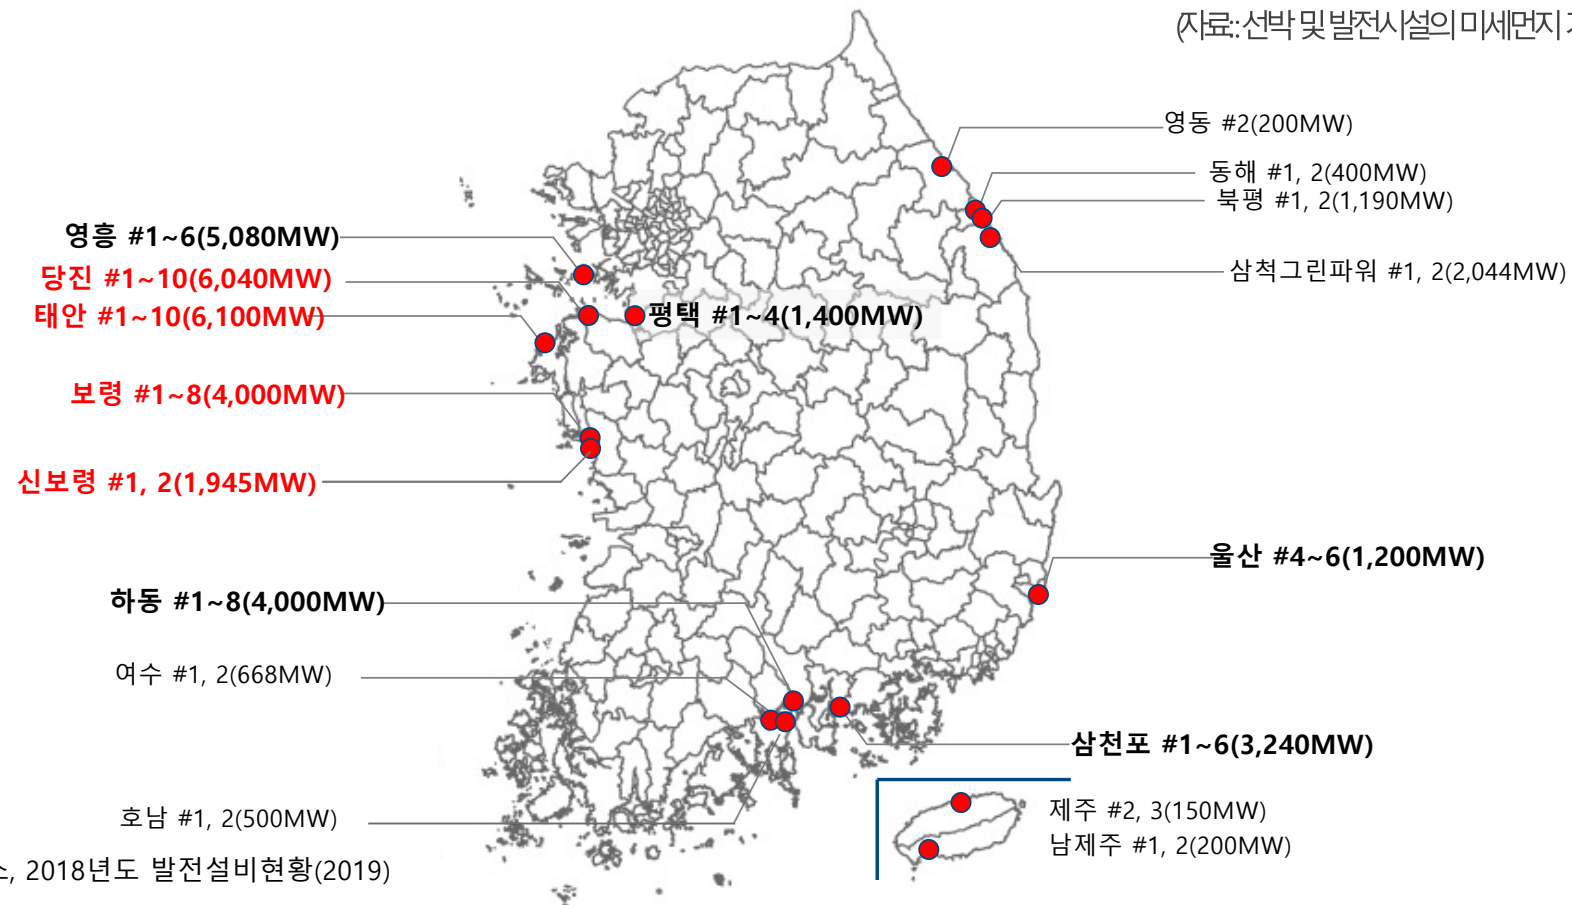 (자료: 선박 및 발전시설의 미세먼지
영동 #2(200MW)
동해 #1, 2(400MW)
북평 #1, 2(1,190MW)
영흥 #1~6(5,080MW)
당진 #1~10(6,040MW)
삼척그린파워 #1, 2(2,044MW)
태안 #1~10(6,100MW)
평택 #1~4(1,400MW)
보령 #1~8(4,000MW)
신보령 #1, 2(1,945MW)
울산 #4~6(1,200MW)
하동 #1~8(4,000MW)
여수 #1, 2(668MW)
삼천포 #1~6(3,240MW)
호남 #1, 2(500MW)
제주 #2, 3(150MW)
남제주 #1, 2(200MW)
, 2018년도 발전설비현황(2019)